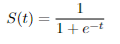 S(t) = 1 / (1 + e^{-t})